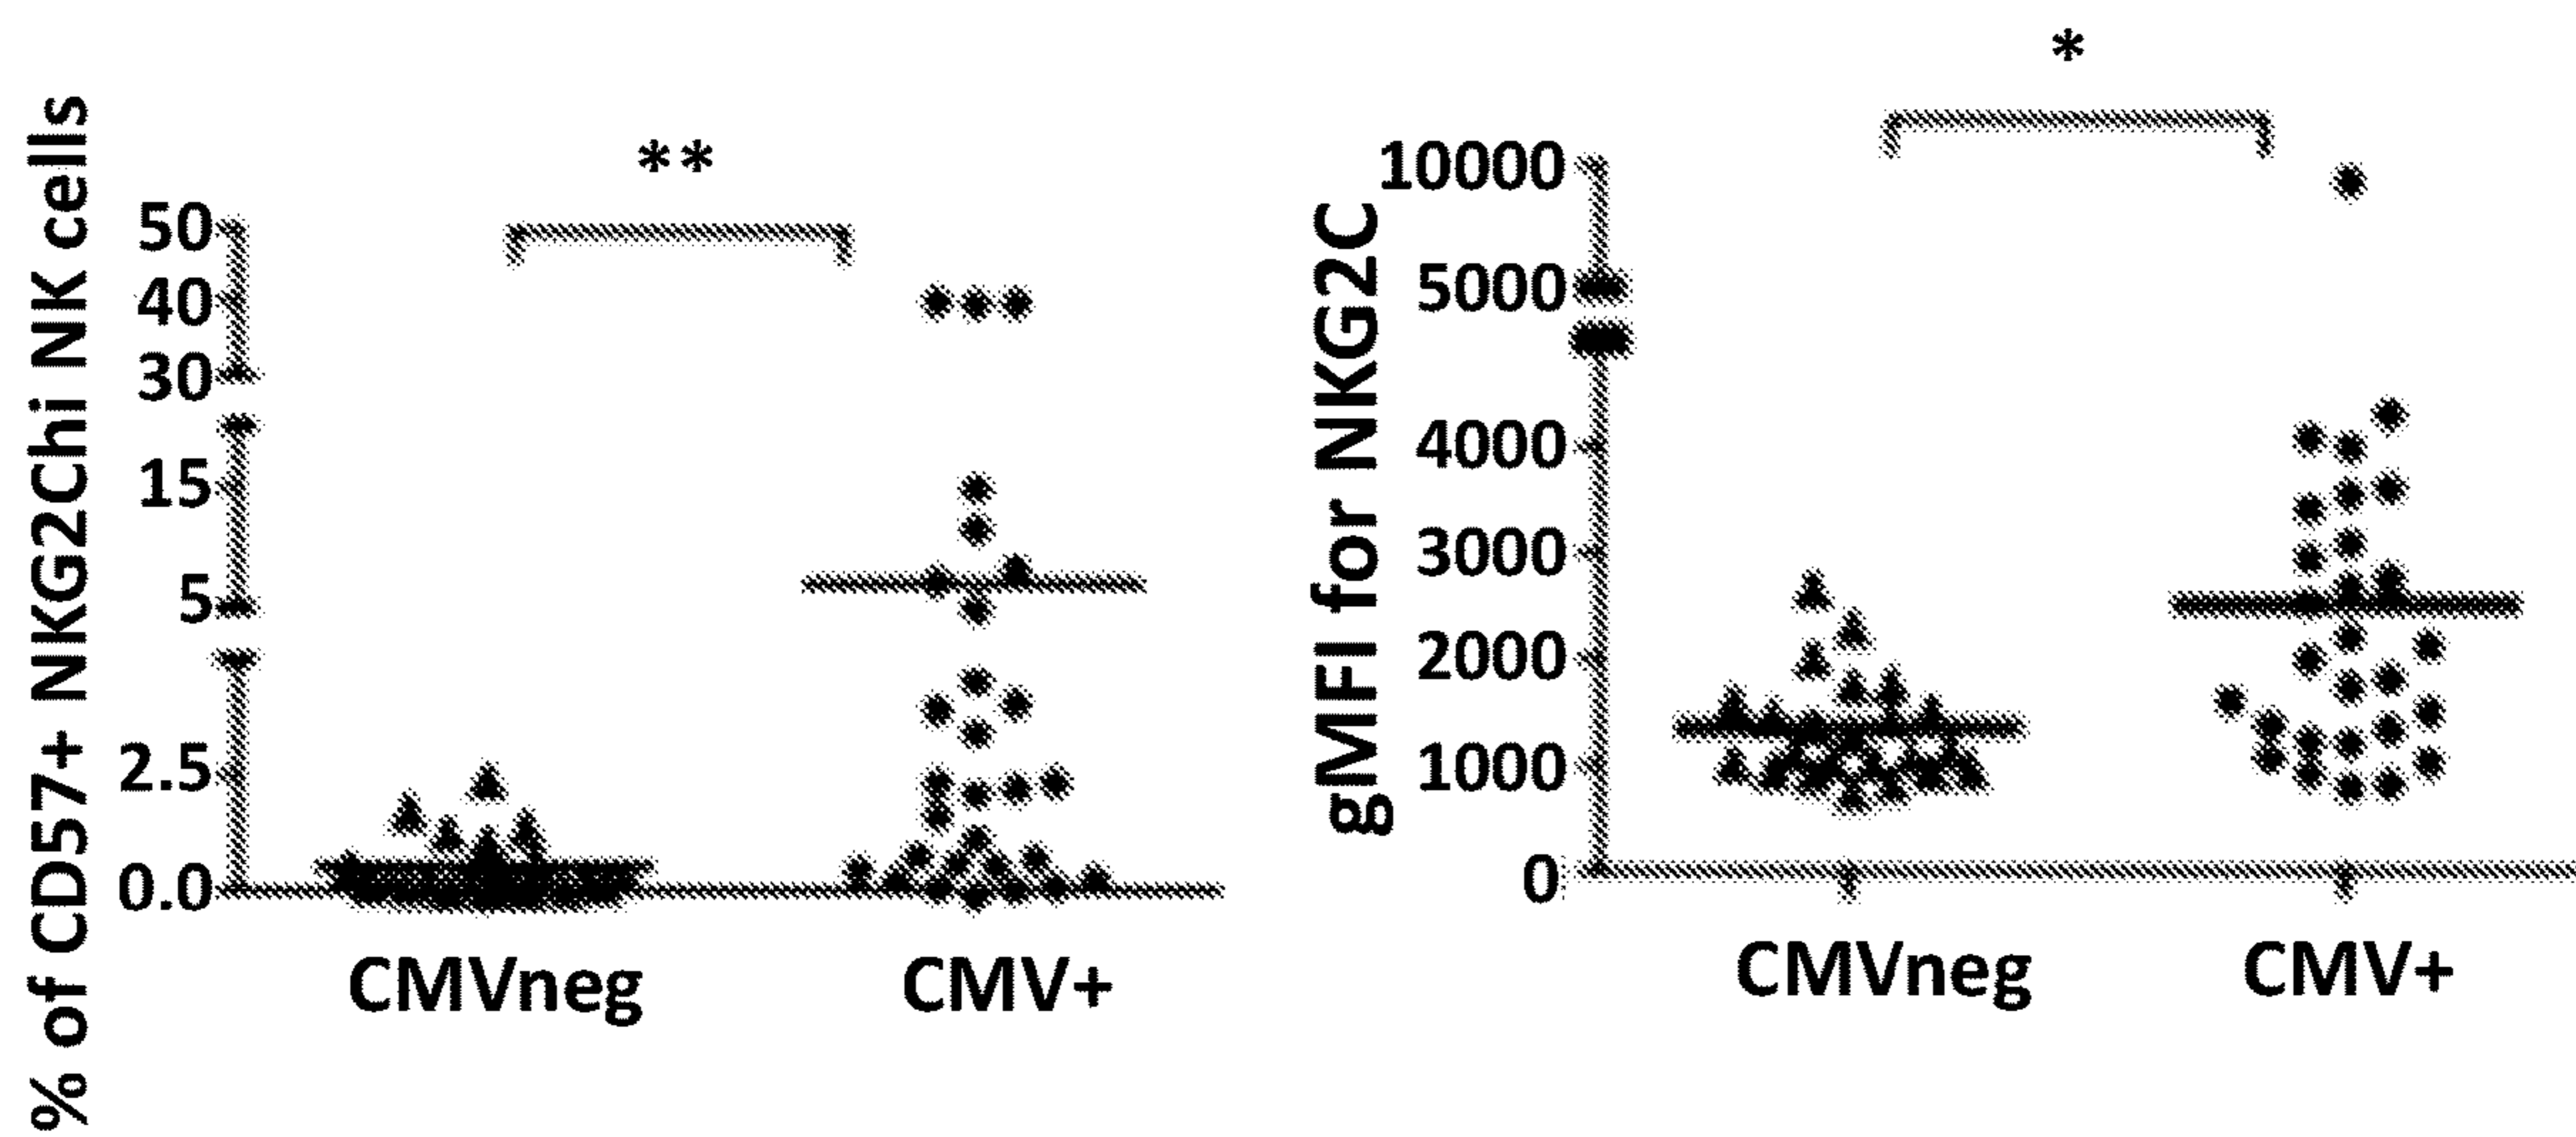 % of CD57+ NKG2Chi NK cells
50
40
30
15
5
2.5
0.0
**
CMVneg
CMV+
gMFI for NKG2C
10000
5000
4000
3000
2000
1000
0
*
CMVneg
CMV+